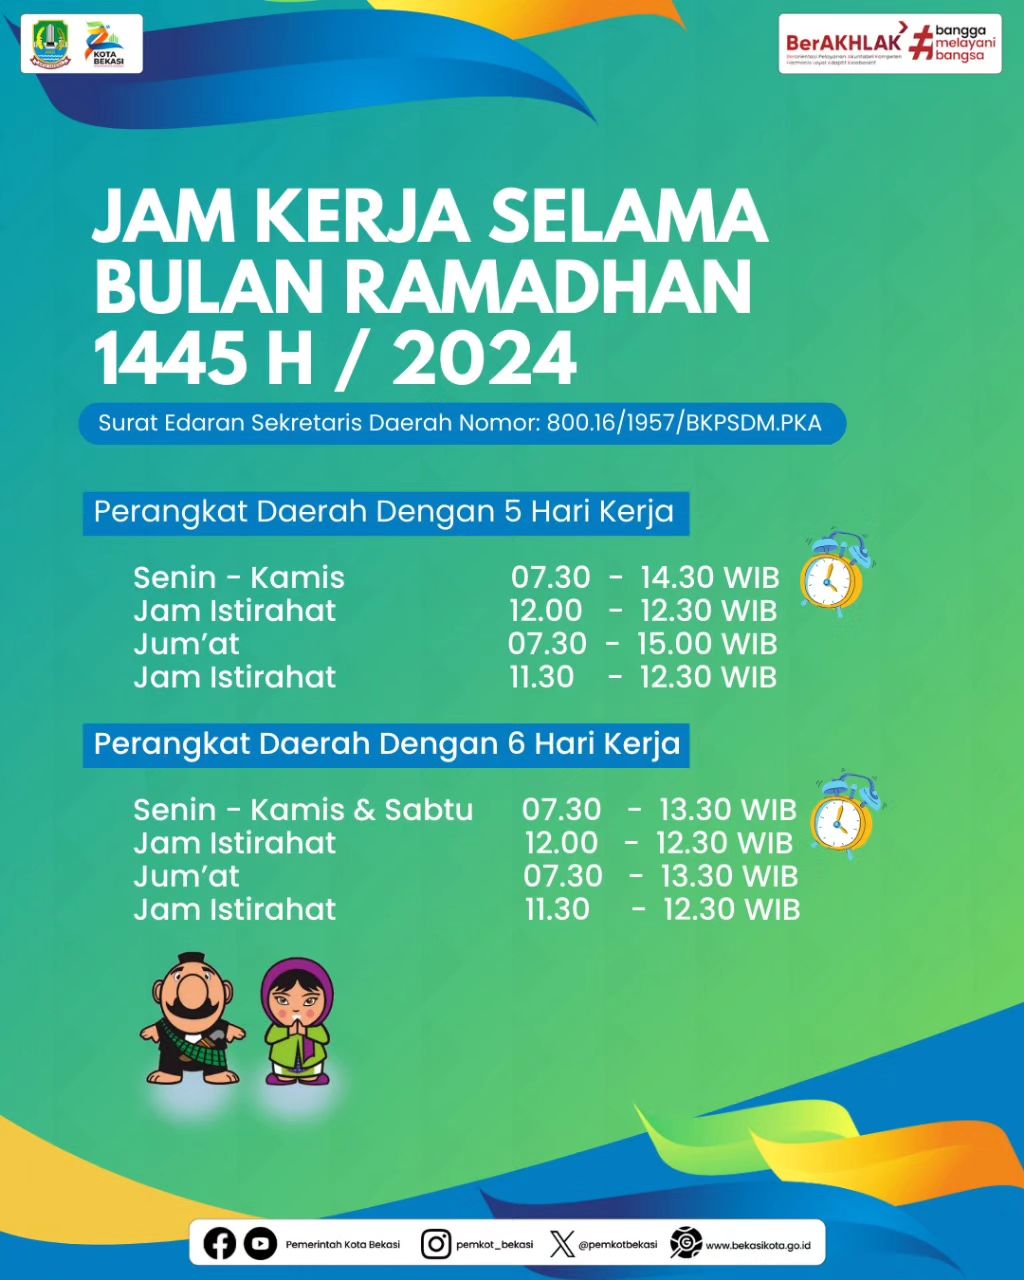 KOTA
BEKASI
BerAKHLAK
#bangga
melayani
bangsa
JAM KERJA SELAMA
BULAN RAMADHAN
1445 H / 2024
Surat Edaran Sekretaris Daerah Nomor: 800.16/1957/BKPSDM.PKA
Perangkat Daerah Dengan 5 Hari Kerja
Senin - Kamis 07.30 - 14.30 WIB
Jam Istirahat 12.00 - 12.30 WIB
Jum'at 07.30 - 15.00 WIB
Jam Istirahat 11.30 - 12.30 WIB
Perangkat Daerah Dengan 6 Hari Kerja
Senin - Kamis & Sabtu 07.30 - 13.30 WIB
Jam Istirahat 12.00 - 12.30 WIB
Jum'at 07.30 - 13.30 WIB
Jam Istirahat 11.30 - 12.30 WIB
Pemerintah Kota Bekasi pemkot_bekasi @pemkotbekasi www.bekasikota.go.id